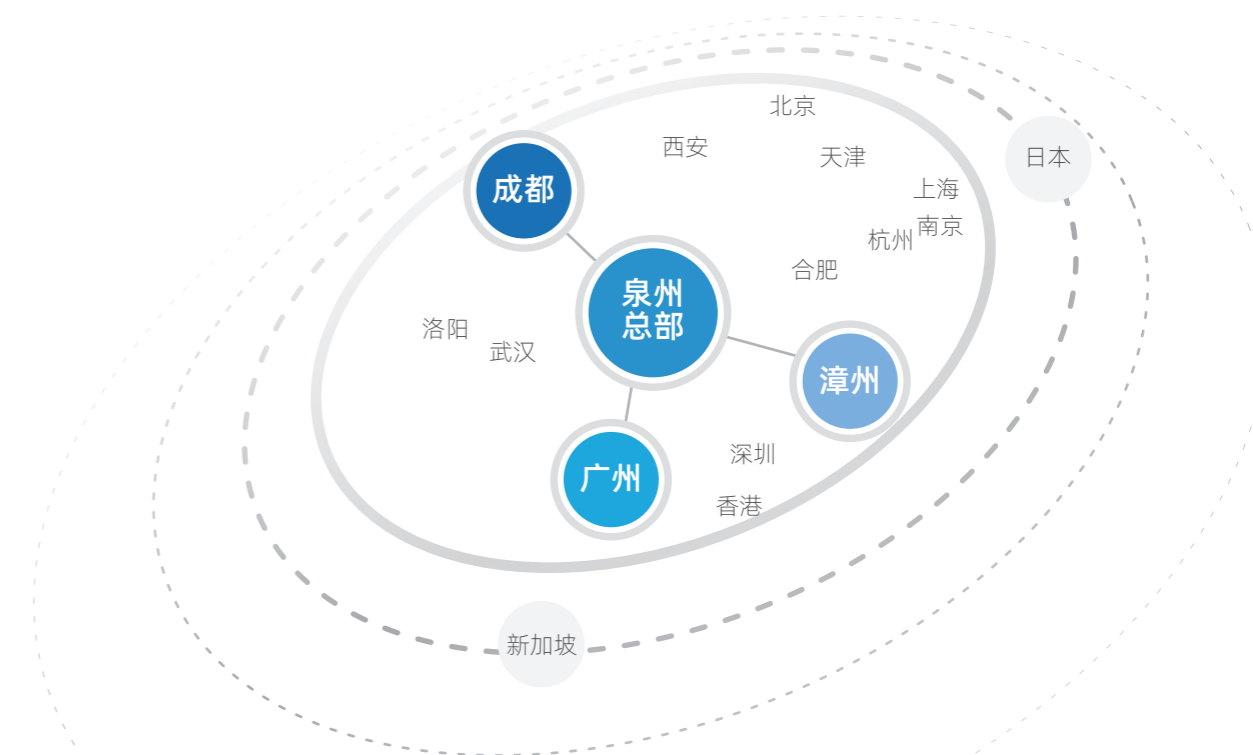 北京
西安
天津
日本
成都
上海
南京
杭州
合肥
泉州
总部
洛阳
武汉
漳州
深圳
广州
香港
新加坡